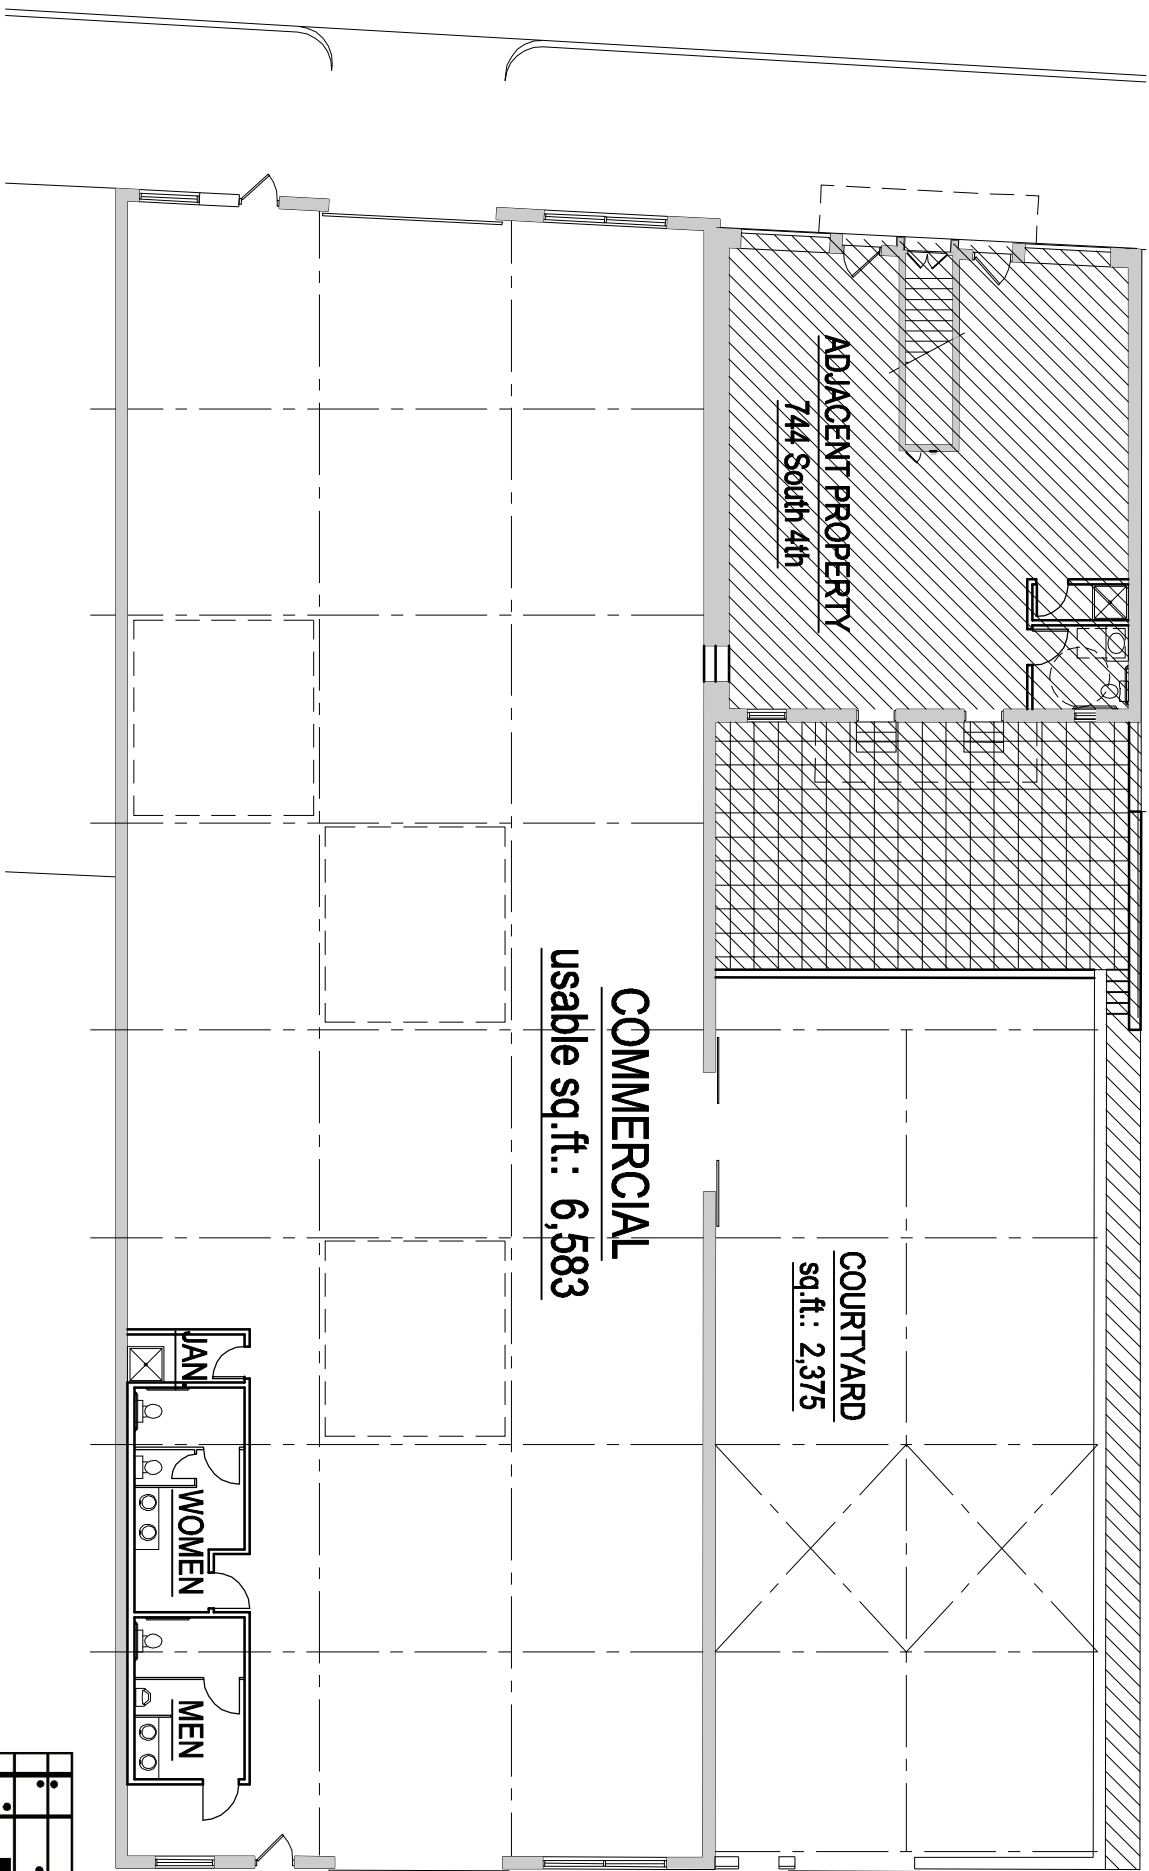 ADJACENT PROPERTY
744 South 4th
COMMERCIAL
usable sq.ft.: 6,583
COURTYARD
sq.ft.: 2,375
JAN
WOMEN
MEN